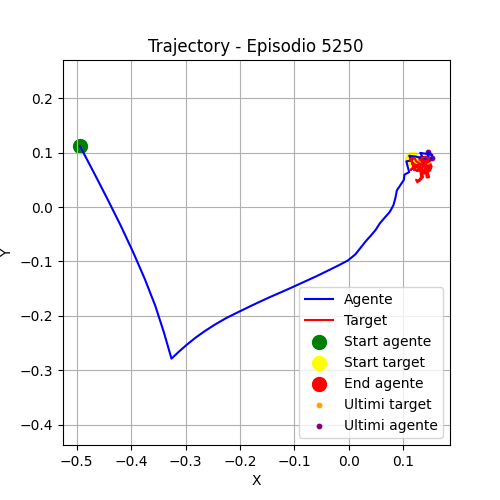 Trajectory - Episodio 5250
0.2
0.1
0.0
−0.1
−0.2
−0.3
−0.4
Y
−0.5
−0.4
−0.3
−0.2
−0.1
0.0
0.1
X
Agente
Target
Start agente
Start target
End agente
Ultimi target
Ultimi agente